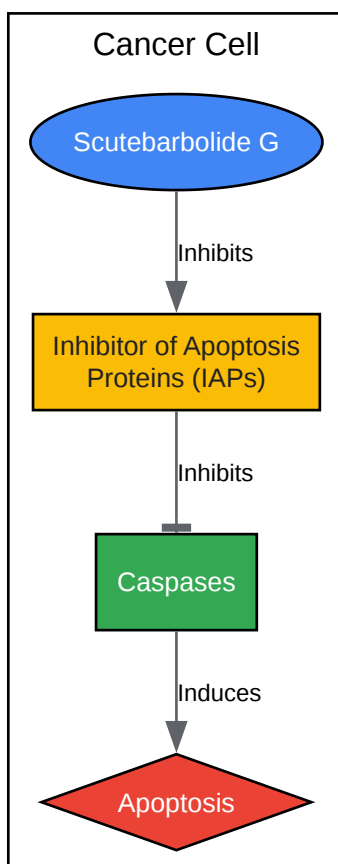 Cancer Cell
Scutebarbolide G
Inhibits
Inhibitor of Apoptosis
Proteins (IAPs)
Inhibits
Caspases
Induces
Apoptosis